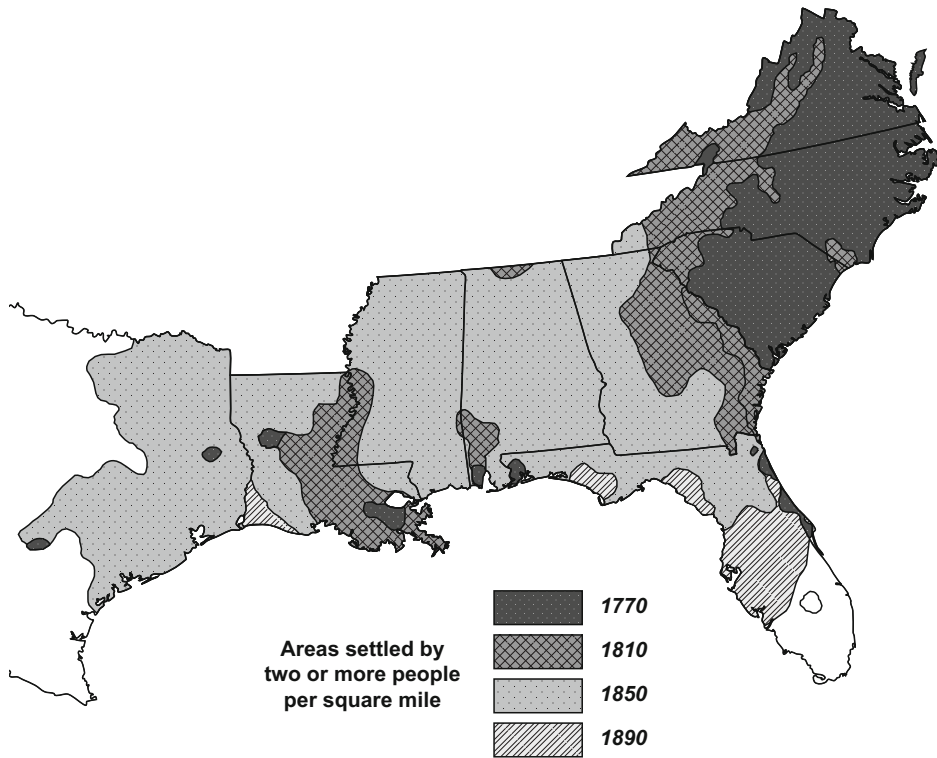 Areas settled by
two or more people
per square mile
1770
1810
1850
1890